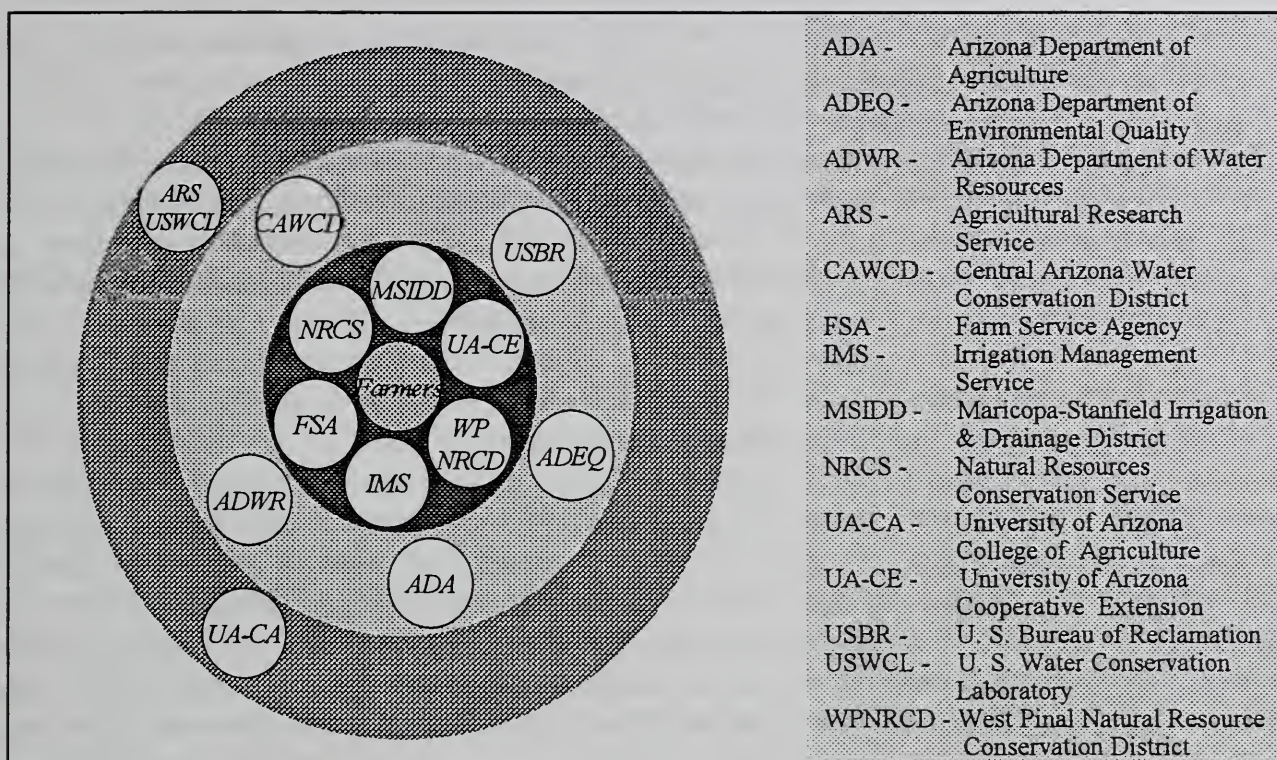 ARS
USWCL
CAWCD
USBR
MSIDD
NRCS
UA-CE
Farmers
FSA
WP
NRCD
IMS
ADEQ
ADWR
ADA
UA-CA
ADA - Arizona Department of
Agriculture
ADEQ - Arizona Department of
Environmental Quality
ADWR - Arizona Department of Water
Resources
ARS - Agricultural Research
Service
CAWCD - Central Arizona Water
Conservation District
FSA - Farm Service Agency
IMS - Irrigation Management
Service
MSIDD - Maricopa-Stanfield Irrigation
& Drainage District
NRCS - Natural Resources
Conservation Service
UA-CA - University of Arizona
College of Agriculture
UA-CE - University of Arizona
Cooperative Extension
USBR - U. S. Bureau of Reclamation
USWCL - U. S. Water Conservation
Laboratory
WPNRCD - West Pinal Natural Resource
Conservation District